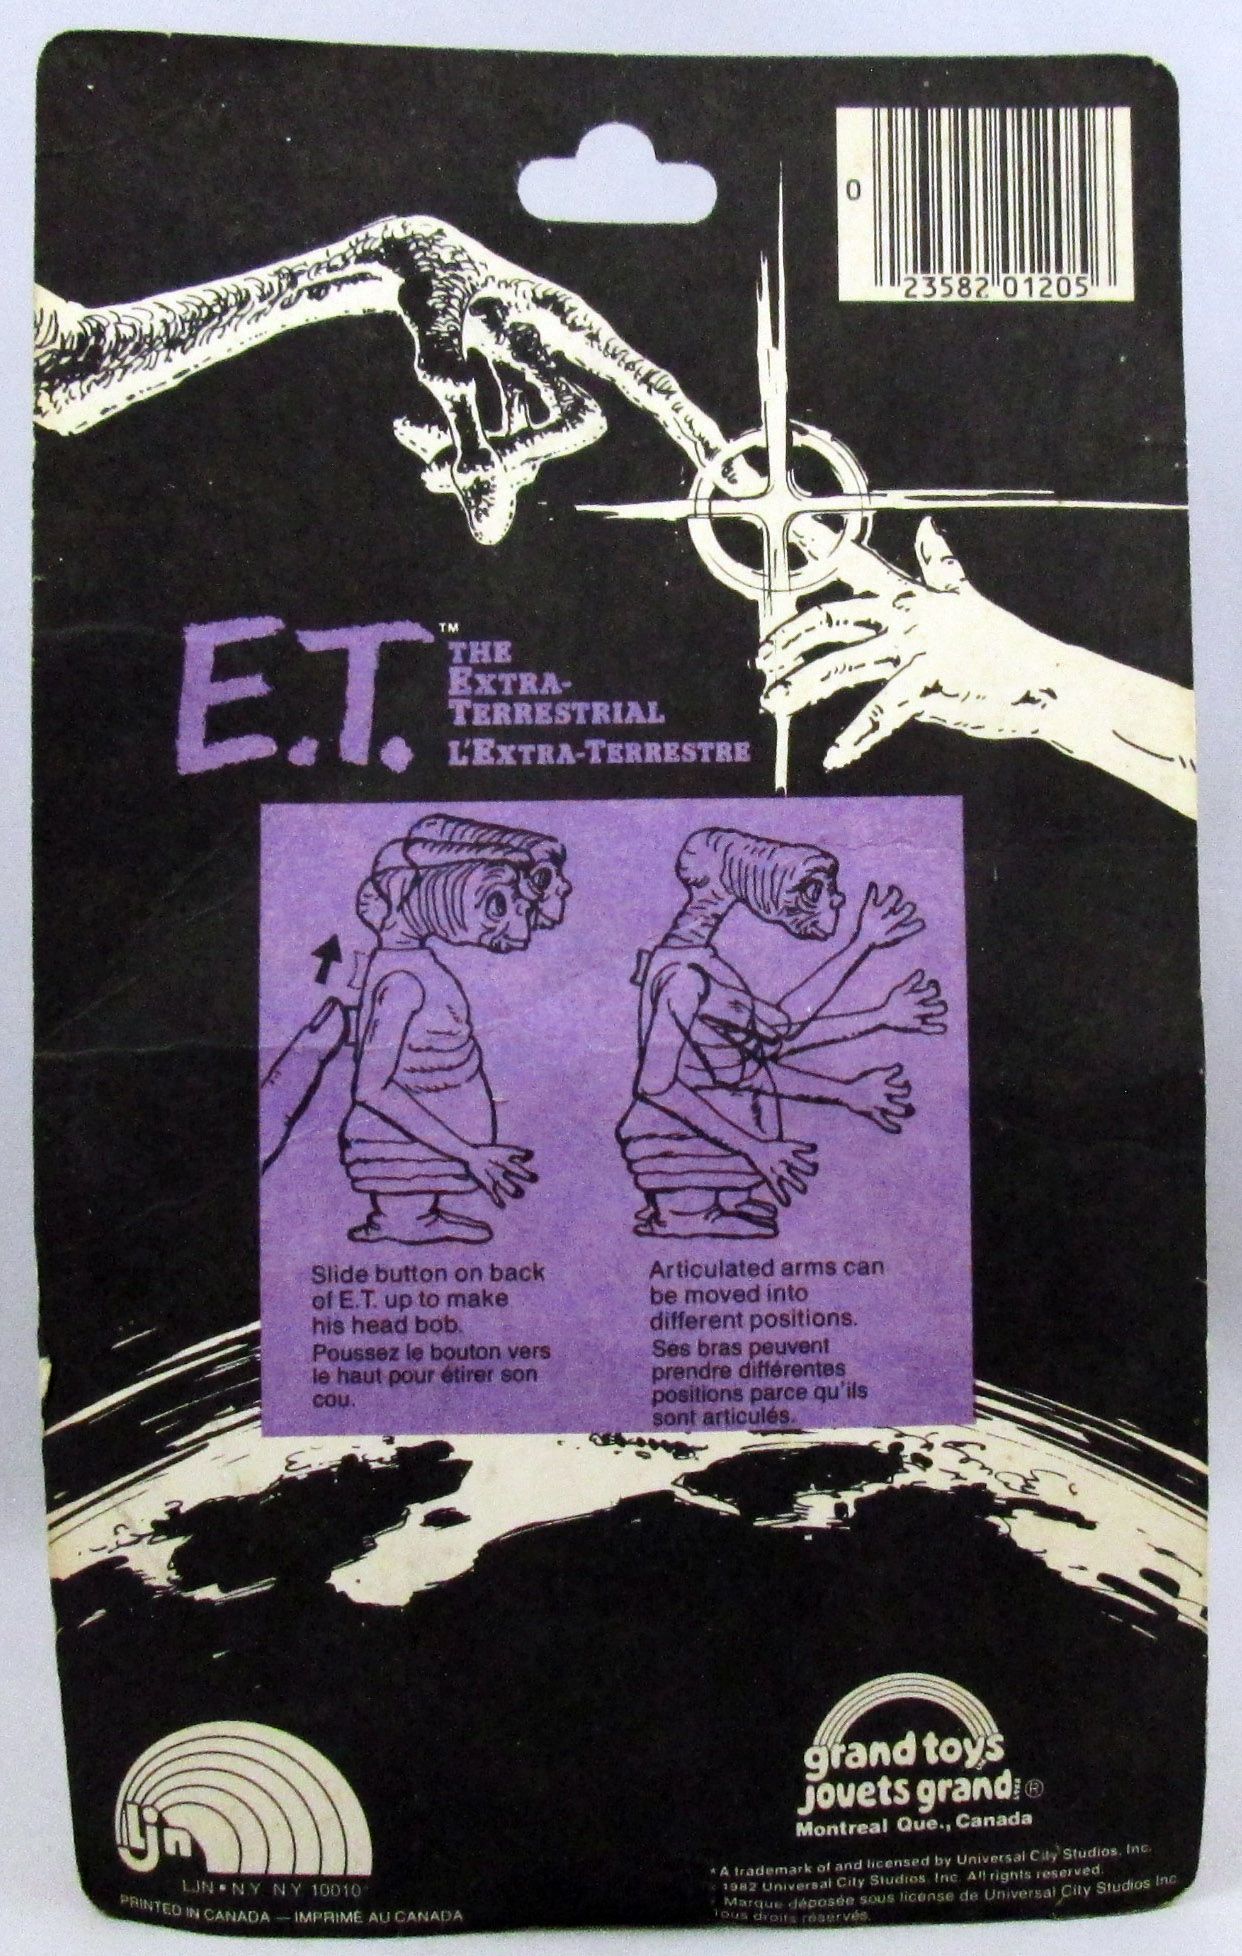 0
23582 01205
E.T.™
THE
EXTRA-
TERRESTRIAL
L'EXTRA-TERRESTRE
Slide button on back
of E.T. up to make
his head bob.
Poussez le bouton vers
le haut pour étirer son
cou.
Articulated arms can
be moved into
different positions.
Ses bras peuvent
prendre différentes
positions parce qu'ils
sont articulés.
ljn
LJN • N Y N Y 10010
PRINTED IN CANADA — IMPRIMÉ AU CANADA
grand toys
jouets grand ®
Montreal Que., Canada
* A trademark of and licensed by Universal City Studios, Inc.
1982 Universal City Studios, Inc. All rights reserved.
Marque déposée sous license de Universal City Studios Inc
Tous droits réservés.